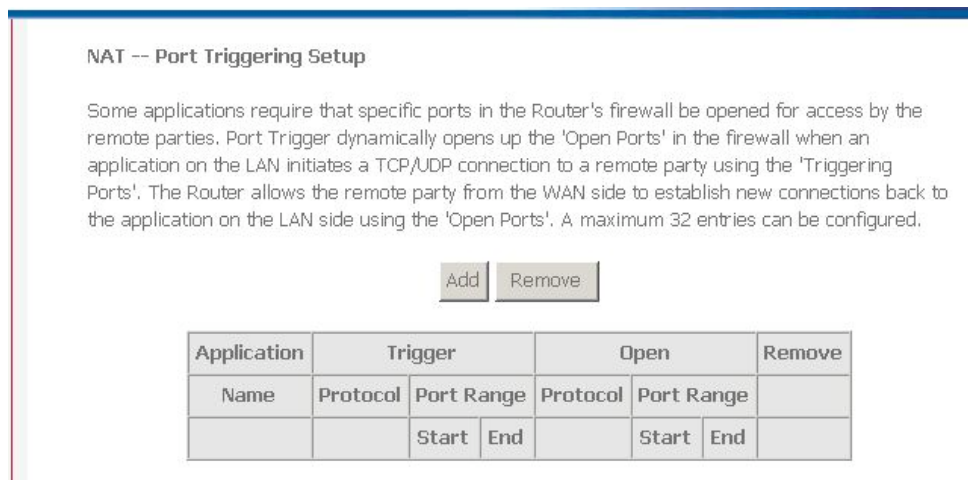 NAT -- Port Triggering Setup
Some applications require that specific ports in the Router's firewall be opened for access by the
remote parties. Port Trigger dynamically opens up the 'Open Ports' in the firewall when an
application on the LAN initiates a TCP/UDP connection to a remote party using the 'Triggering
Ports'. The Router allows the remote party from the WAN side to establish new connections back to
the application on the LAN side using the 'Open Ports'. A maximum 32 entries can be configured.
Add Remove
Application Trigger Open Remove
Name Protocol Port Range Protocol Port Range
Start End Start End